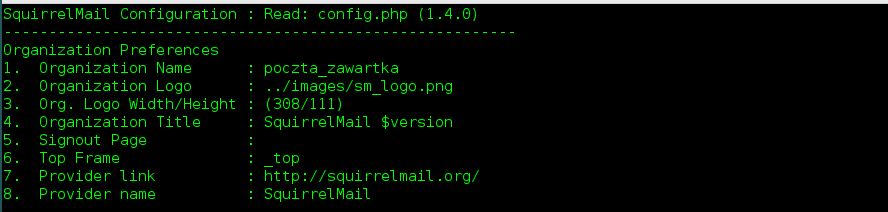 SquirrelMail Configuration : Read: config.php (1.4.0)
---------------------------------------------------------
Organization Preferences
1.  Organization Name      : poczta_zawartka
2.  Organization Logo      : ../images/sm_logo.png
3.  Org. Logo Width/Height : (308/111)
4.  Organization Title     : SquirrelMail $version
5.  Signout Page           :
6.  Top Frame              : _top
7.  Provider link          : http://squirrelmail.org/
8.  Provider name          : SquirrelMail